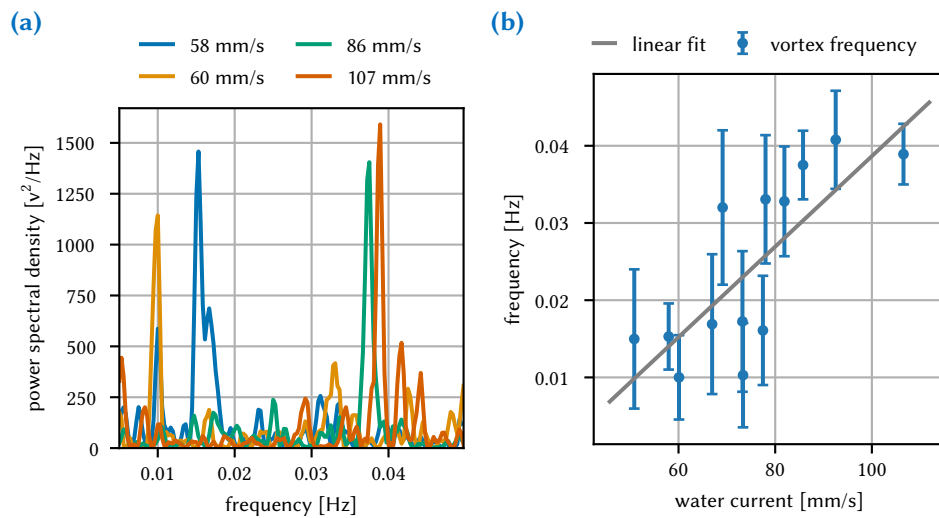 (a)
58 mm/s
86 mm/s
60 mm/s
107 mm/s
power spectral density [v²/Hz]
1500
1250
1000
750
500
250
0
0.01
0.02
0.03
0.04
frequency [Hz]
(b)
linear fit
vortex frequency
frequency [Hz]
0.04
0.03
0.02
0.01
60
80
100
water current [mm/s]